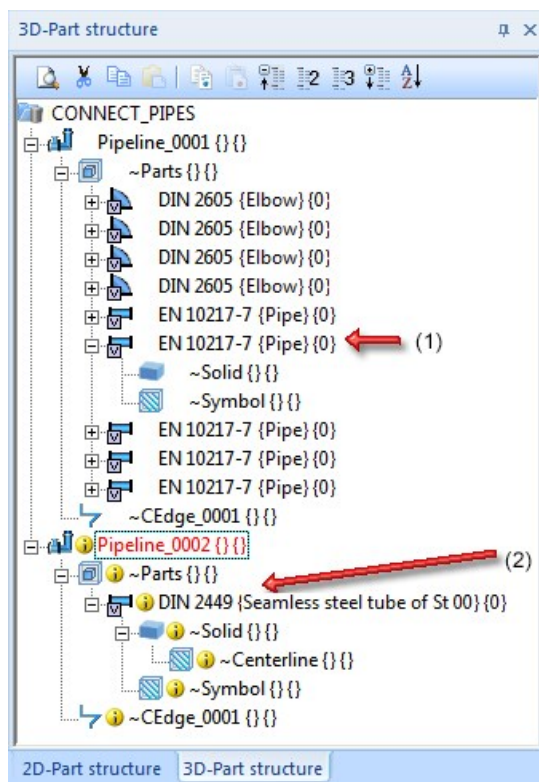 3D-Part structure
2 3 A Z
CONNECT_PIPES
Pipeline_0001 {} {}
~Parts {} {}
DIN 2605 {Elbow} {0}
DIN 2605 {Elbow} {0}
DIN 2605 {Elbow} {0}
DIN 2605 {Elbow} {0}
EN 10217-7 {Pipe} {0}
EN 10217-7 {Pipe} {0} (1)
~Solid {} {}
~Symbol {} {}
EN 10217-7 {Pipe} {0}
EN 10217-7 {Pipe} {0}
EN 10217-7 {Pipe} {0}
~CEdge_0001 {} {}
Pipeline_0002 {} {}
~Parts {} {} (2)
DIN 2449 {Seamless steel tube of St 00} {0}
~Solid {} {}
~Centerline {} {}
~Symbol {} {}
~CEdge_0001 {} {}
2D-Part structure 3D-Part structure